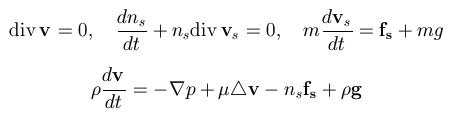 div 𝐯 = 0, dn_s/dt + n_s div 𝐯_s = 0, m d𝐯_s/dt = 𝐟_𝐬 + mg
ρ d𝐯/dt = −∇p + μ△𝐯 − n_s 𝐟_𝐬 + ρ𝐠